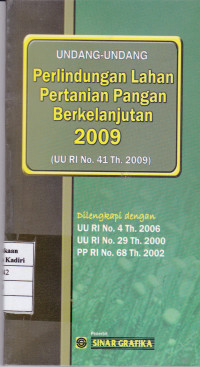 UNDANG-UNDANG
Perlindungan Lahan
Pertanian Pangan
Berkelanjutan
2009
(UU RI No. 41 Th. 2009)
Dilengkapi dengan
UU RI No. 4 Th. 2006
UU RI No. 29 Th. 2000
PP RI No. 68 Th. 2002
kaan
Kadiri
42
Penerbit
SINAR GRAFIKA